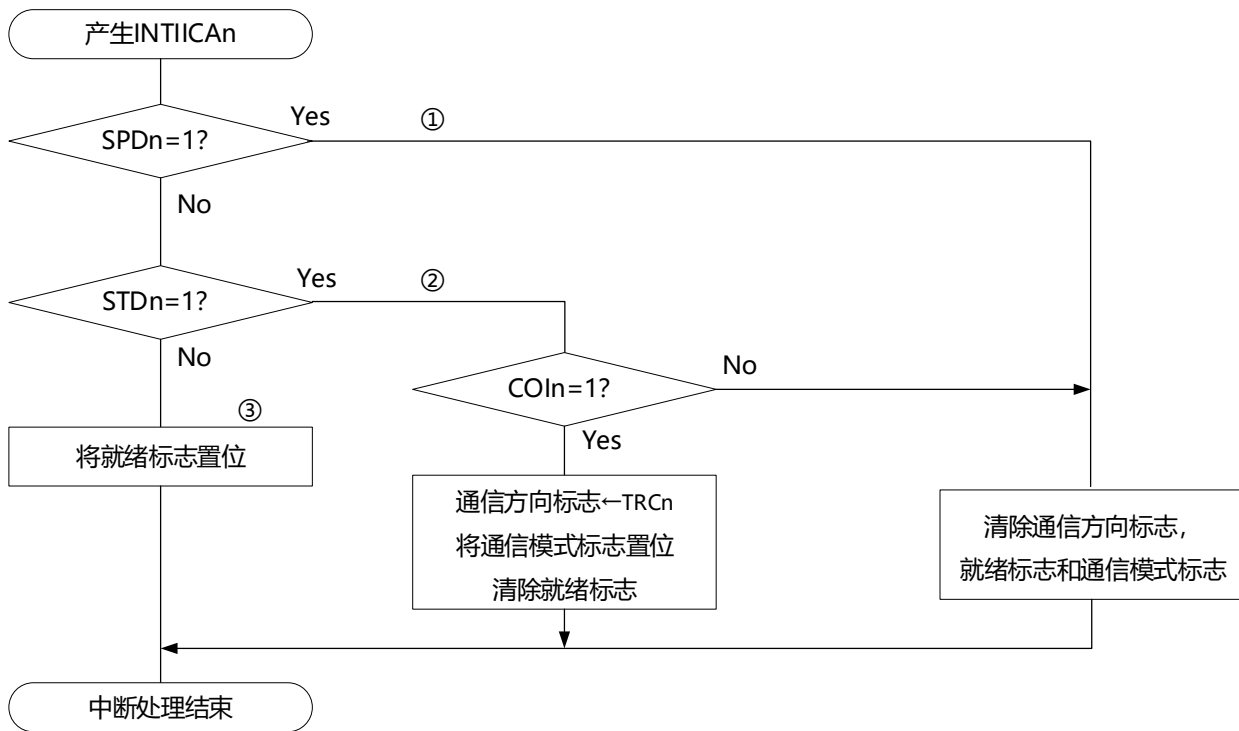 产生INTIICAn
SPDn=1?
Yes
①
No
STDn=1?
Yes
②
No
COIn=1?
No
Yes
③
将就绪标志置位
通信方向标志←TRCn
将通信模式标志置位
清除就绪标志
清除通信方向标志，
就绪标志和通信模式标志
中断处理结束